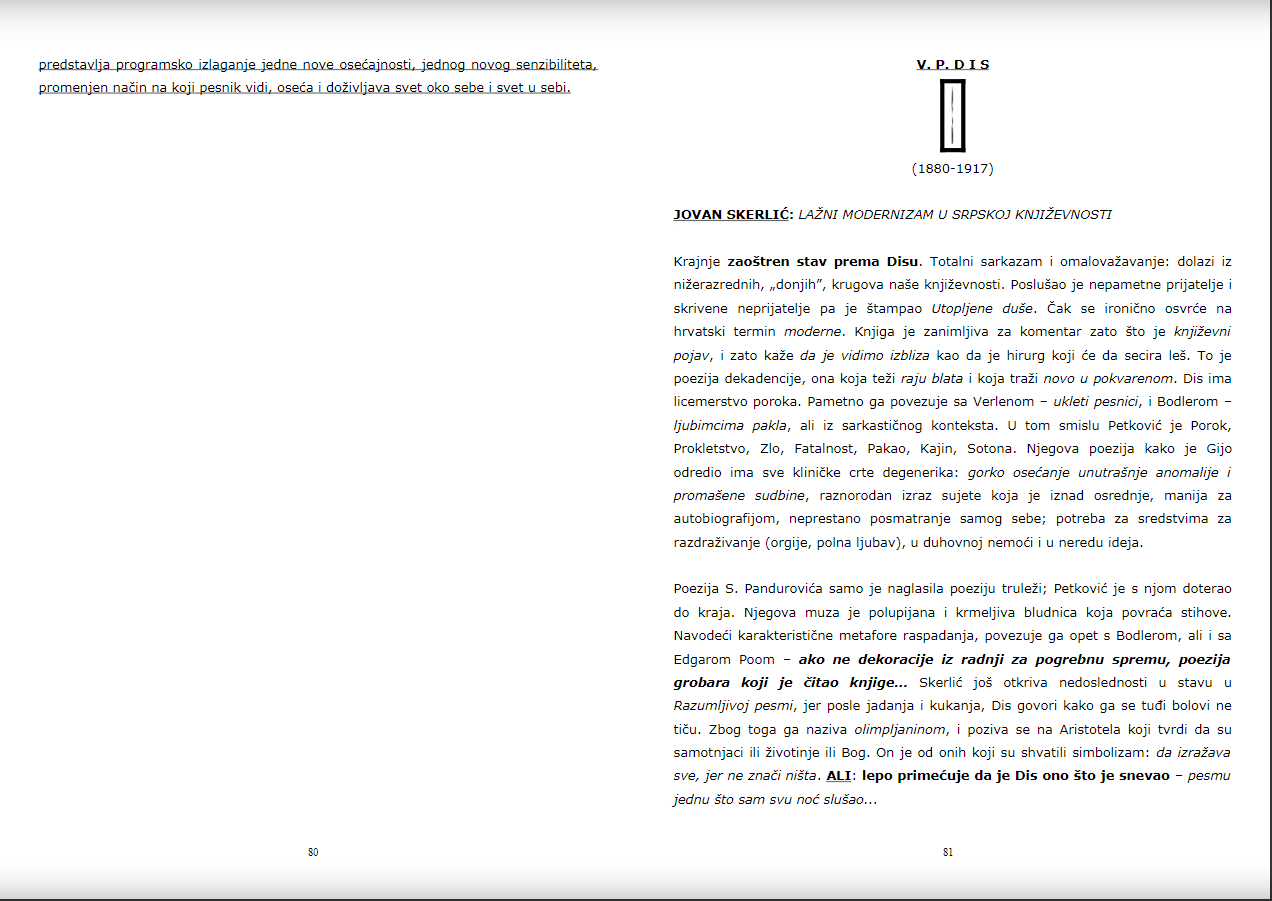 predstavlja programsko izlaganje jedne nove osećajnosti, jednog novog senzibiliteta,
promenjen način na koji pesnik vidi, oseća i doživljava svet oko sebe i svet u sebi.
80
V. P. D I S
(1880-1917)
JOVAN SKERLIĆ: LAŽNI MODERNIZAM U SRPSKOJ KNJIŽEVNOSTI
Krajnje zaoštren stav prema Disu. Totalni sarkazam i omalovažavanje: dolazi iz
nižerazrednih, „donjih”, krugova naše književnosti. Poslušao je nepametne prijatelje i
skrivene neprijatelje pa je štampao Utopljene duše. Čak se ironično osvrće na
hrvatski termin moderne. Knjiga je zanimljiva za komentar zato što je književni
pojav, i zato kaže da je vidimo izbliza kao da je hirurg koji će da secira leš. To je
poezija dekadencije, ona koja teži raju blata i koja traži novo u pokvarenom. Dis ima
licemerstvo poroka. Pametno ga povezuje sa Verlenom – ukleti pesnici, i Bodlerom –
ljubimcima pakla, ali iz sarkastičnog konteksta. U tom smislu Petković je Porok,
Prokletstvo, Zlo, Fatalnost, Pakao, Kajin, Sotona. Njegova poezija kako je Gijo
odredio ima sve kliničke crte degenerika: gorko osećanje unutrašnje anomalije i
promašene sudbine, raznorodan izraz sujete koja je iznad osrednje, manija za
autobiografijom, neprestano posmatranje samog sebe; potreba za sredstvima za
razdraživanje (orgije, polna ljubav), u duhovnoj nemoći i u neredu ideja.
Poezija S. Pandurovića samo je naglasila poeziju truleži; Petković je s njom doterao
do kraja. Njegova muza je polupijana i krmeljiva bludnica koja povraća stihove.
Navodeći karakteristične metafore raspadanja, povezuje ga opet s Bodlerom, ali i sa
Edgarom Poom – ako ne dekoracije iz radnji za pogrebnu spremu, poezija
grobara koji je čitao knjige... Skerlić još otkriva nedoslednosti u stavu u
Razumljivoj pesmi, jer posle jadanja i kukanja, Dis govori kako ga se tuđi bolovi ne
tiču. Zbog toga ga naziva olimpljaninom, i poziva se na Aristotela koji tvrdi da su
samotnjaci ili životinje ili Bog. On je od onih koji su shvatili simbolizam: da izražava
sve, jer ne znači ništa. ALI: lepo primećuje da je Dis ono što je snevao – pesmu
jednu što sam svu noć slušao...
81